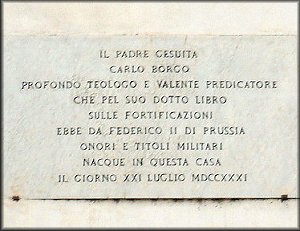 IL PADRE GESUITA
CARLO BORGO
PROFONDO TEOLOGO E VALENTE PREDICATORE
CHE PEL SUO DOTTO LIBRO
SULLE FORTIFICAZIONI
EBBE DA FEDERICO II DI PRUSSIA
ONORI E TITOLI MILITARI
NACQUE IN QUESTA CASA
IL GIORNO XXI LUGLIO MDCCXXXI